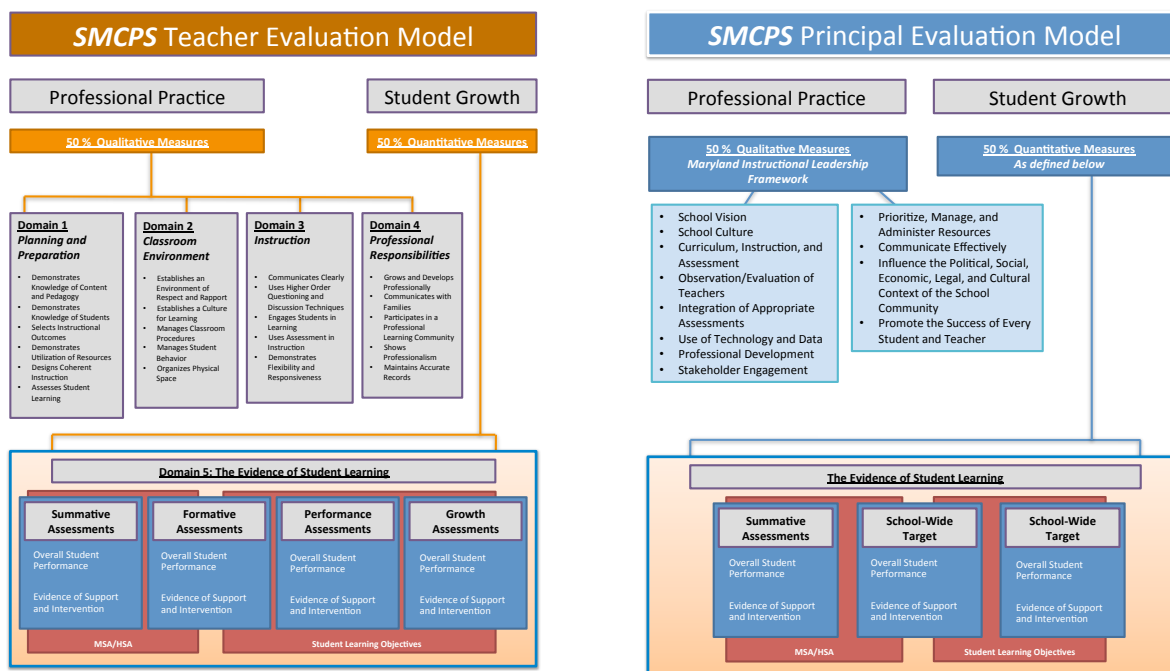 SMCPS Teacher Evaluation Model
Professional Practice
Student Growth
50 % Qualitative Measures
50 % Quantitative Measures
Domain 1
Planning and
Preparation
• Demonstrates
Knowledge of Content
and Pedagogy
• Demonstrates
Knowledge of Students
• Selects Instructional
Outcomes
• Demonstrates
Utilization of Resources
• Designs Coherent
Instruction
• Assesses Student
Learning
Domain 2
Classroom
Environment
• Establishes an
Environment of
Respect and Rapport
• Establishes a Culture
for Learning
• Manages Classroom
Procedures
• Manages Student
Behavior
• Organizes Physical
Space
Domain 3
Instruction
• Communicates Clearly
• Uses Higher Order
Questioning and
Discussion Techniques
• Engages Students in
Learning
• Uses Assessment in
Instruction
• Demonstrates
Flexibility and
Responsiveness
Domain 4
Professional
Responsibilities
• Grows and Develops
Professionally
• Communicates with
Families
• Participates in a
Professional
Learning Community
• Shows
Professionalism
• Maintains Accurate
Records
Domain 5: The Evidence of Student Learning
Summative
Assessments
Overall Student
Performance
Evidence of Support
and Intervention
Formative
Assessments
Overall Student
Performance
Evidence of Support
and Intervention
Performance
Assessments
Overall Student
Performance
Evidence of Support
and Intervention
Growth
Assessments
Overall Student
Performance
Evidence of Support
and Intervention
MSA/HSA
Student Learning Objectives
SMCPS Principal Evaluation Model
Professional Practice
Student Growth
50 % Qualitative Measures
Maryland Instructional Leadership
Framework
50 % Quantitative Measures
As defined below
• School Vision
• School Culture
• Curriculum, Instruction, and
Assessment
• Observation/Evaluation of
Teachers
• Integration of Appropriate
Assessments
• Use of Technology and Data
• Professional Development
• Stakeholder Engagement
• Prioritize, Manage, and
Administer Resources
• Communicate Effectively
• Influence the Political, Social,
Economic, Legal, and Cultural
Context of the School
Community
• Promote the Success of Every
Student and Teacher
The Evidence of Student Learning
Summative
Assessments
Overall Student
Performance
Evidence of Support
and Intervention
School-Wide
Target
Overall Student
Performance
Evidence of Support
and Intervention
School-Wide
Target
Overall Student
Performance
Evidence of Support
and Intervention
MSA/HSA
Student Learning Objectives